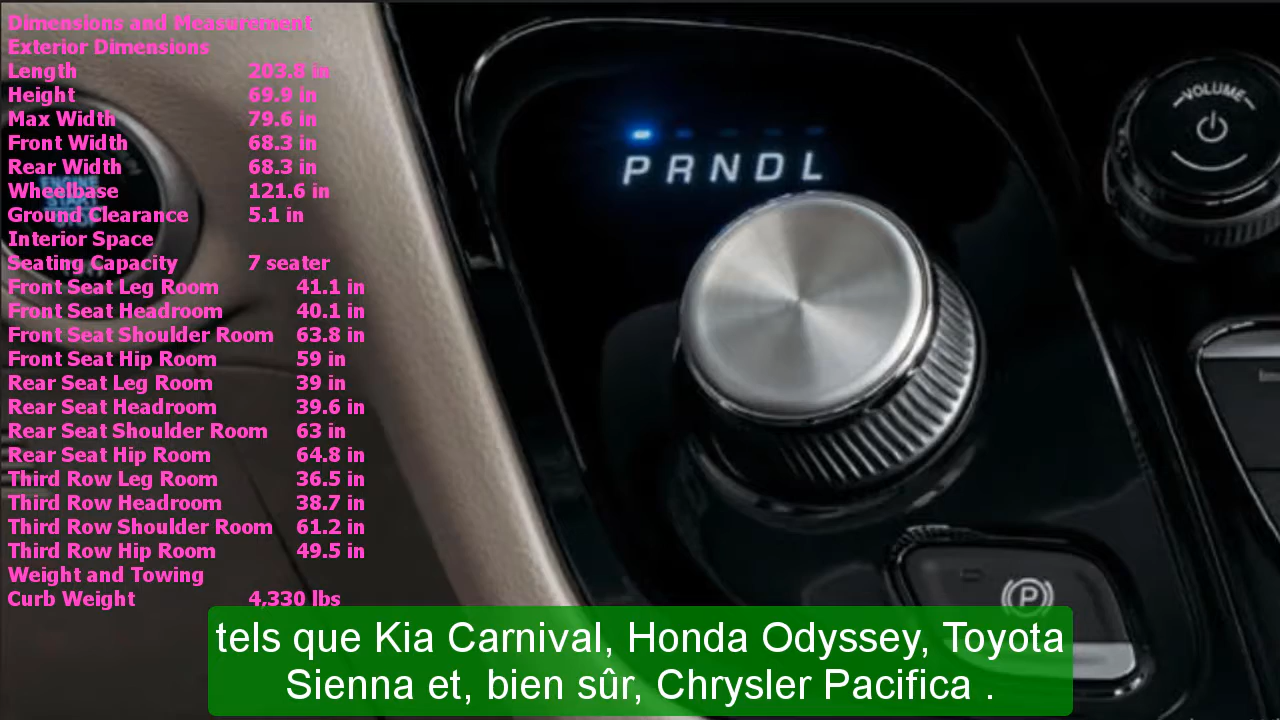 Dimensions and Measurement
Exterior Dimensions
Length 203.8 in
Height 69.9 in
Max Width 79.6 in
Front Width 68.3 in
Rear Width 68.3 in
Wheelbase 121.6 in
Ground Clearance 5.1 in
Interior Space
Seating Capacity 7 seater
Front Seat Leg Room 41.1 in
Front Seat Headroom 40.1 in
Front Seat Shoulder Room 63.8 in
Front Seat Hip Room 59 in
Rear Seat Leg Room 39 in
Rear Seat Headroom 39.6 in
Rear Seat Shoulder Room 63 in
Rear Seat Hip Room 64.8 in
Third Row Leg Room 36.5 in
Third Row Headroom 38.7 in
Third Row Shoulder Room 61.2 in
Third Row Hip Room 49.5 in
Weight and Towing
Curb Weight 4,330 lbs
ENGINE
P R N D L
VOLUME
P
tels que Kia Carnival, Honda Odyssey, Toyota
Sienna et, bien sûr, Chrysler Pacifica .